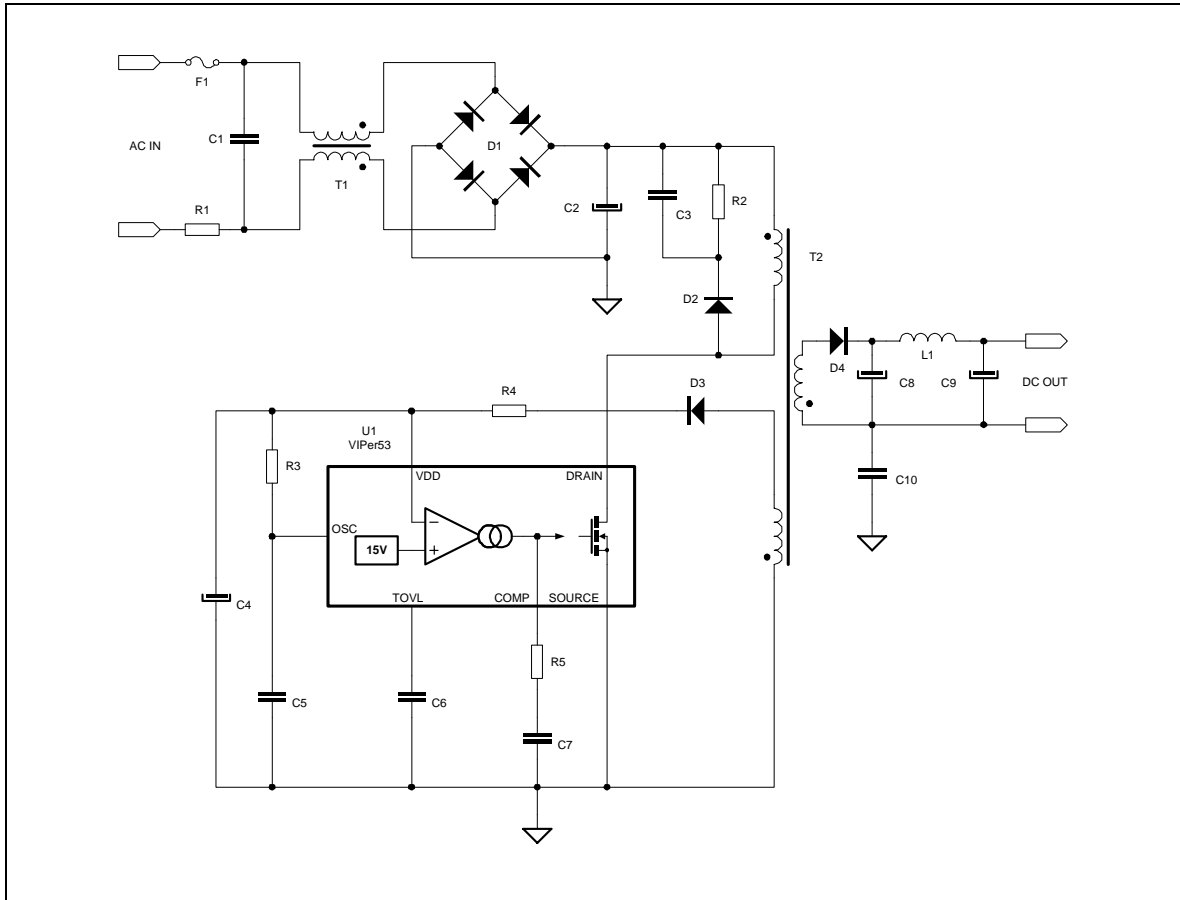 F1
AC IN
C1
T1
R1
D1
C2
C3
R2
D2
T2
D4
L1
C8
C9
DC OUT
C10
R4
D3
U1
VIPer53
R3
VDD
DRAIN
OSC
15V
TOVL
COMP
SOURCE
C4
R5
C5
C6
C7